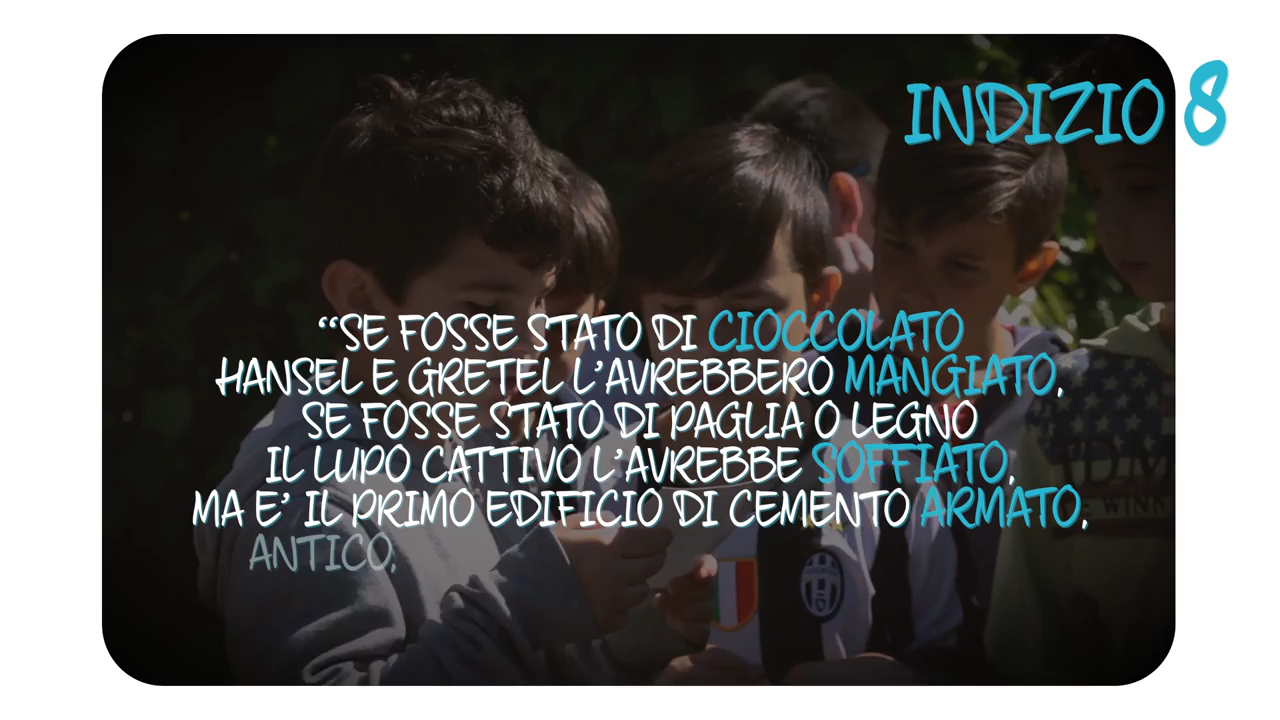 INDIZIO 8
“SE FOSSE STATO DI CIOCCOLATO
HANSEL E GRETEL L’AVREBBERO MANGIATO,
SE FOSSE STATO DI PAGLIA O LEGNO
IL LUPO CATTIVO L’AVREBBE SOFFIATO,
MA E’ IL PRIMO EDIFICIO DI CEMENTO ARMATO,
ANTICO,